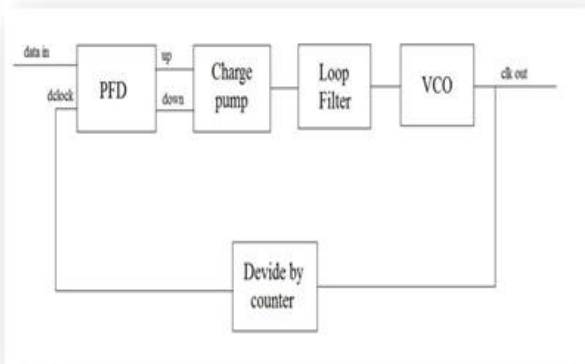 data in
dclock
PFD
up
down
Charge
pump
Loop
Filter
VCO
clk out
Devide by
counter